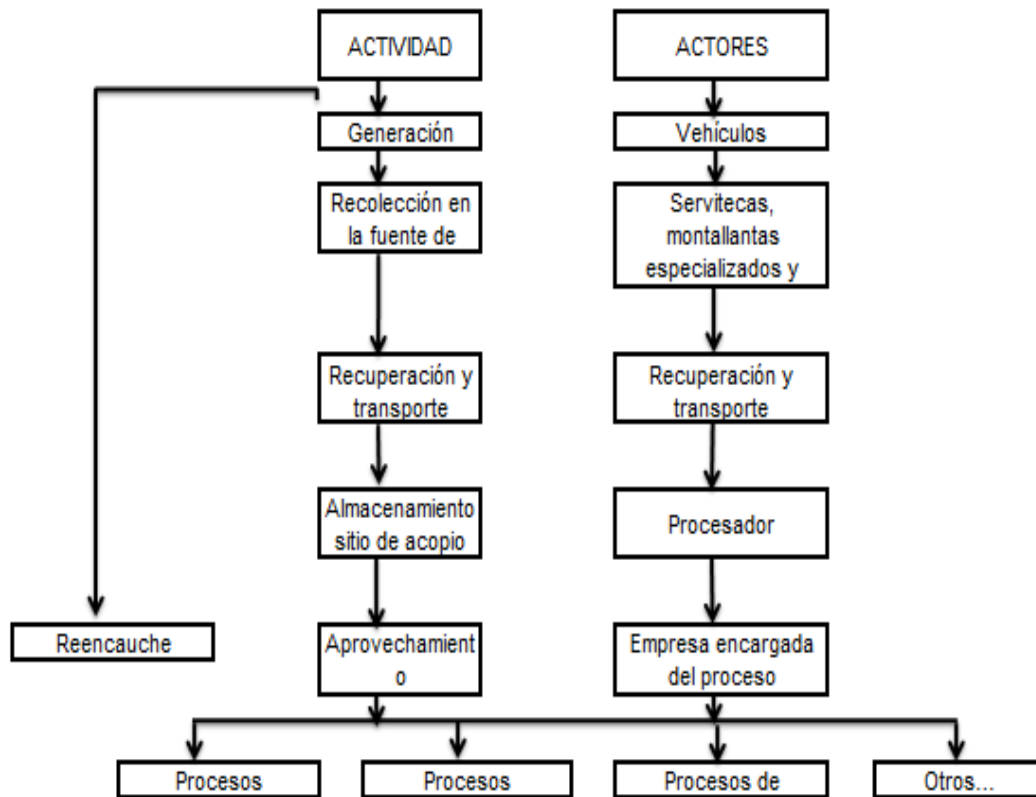 ACTIVIDAD
ACTORES
Generación
Vehículos
Recolección en
la fuente de
Servitecas,
montallantas
especializados y
Recuperación y
transporte
Recuperación y
transporte
Almacenamiento
sitio de acopio
Procesador
Reencauche
Aprovechamient
o
Empresa encargada
del proceso
Procesos
Procesos
Procesos de
Otros...